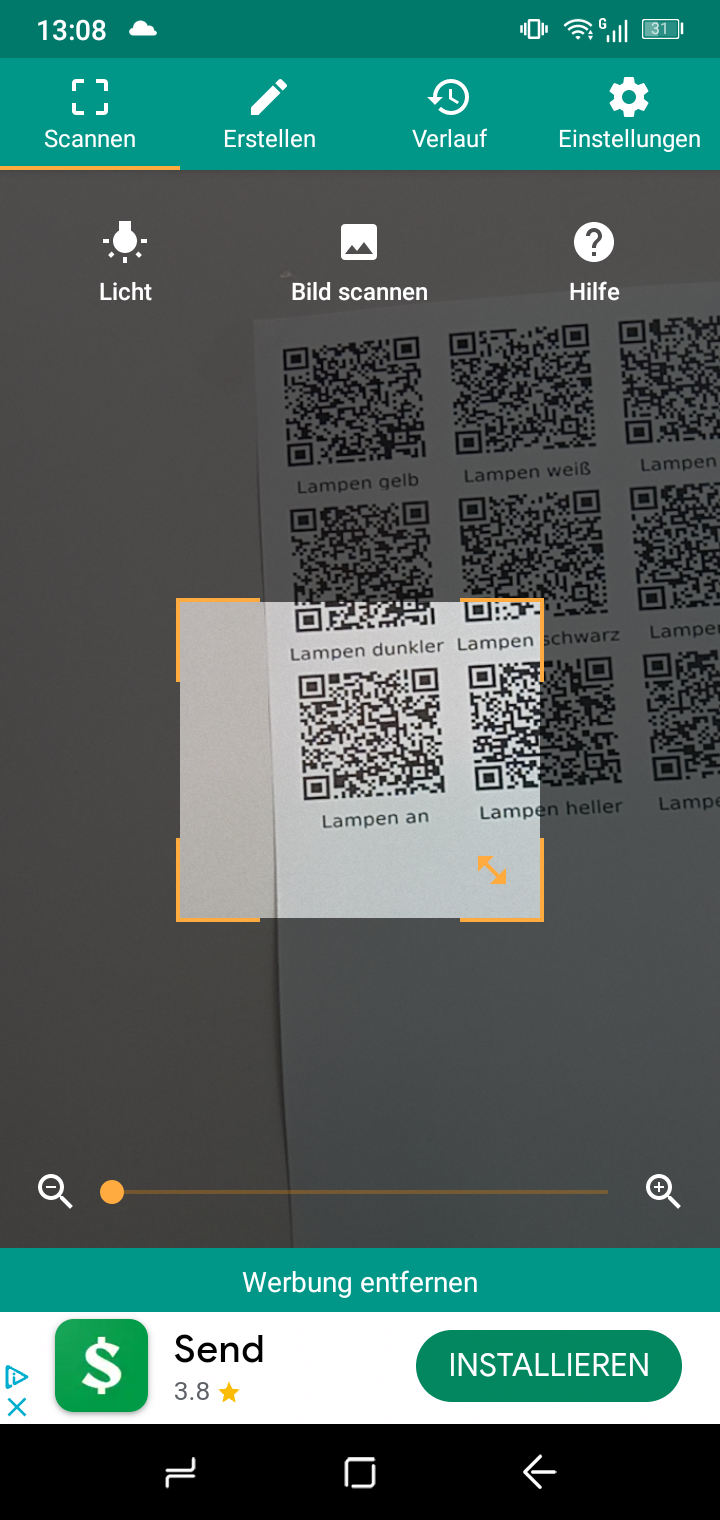 13:08
G
31
Scannen Erstellen Verlauf Einstellungen
Licht Bild scannen Hilfe
Lampen gelb Lampen weiß Lampen
Lampen dunkler Lampen schwarz Lampen
Lampen an Lampen heller Lampe
Werbung entfernen
$
Send
3.8
INSTALLIEREN